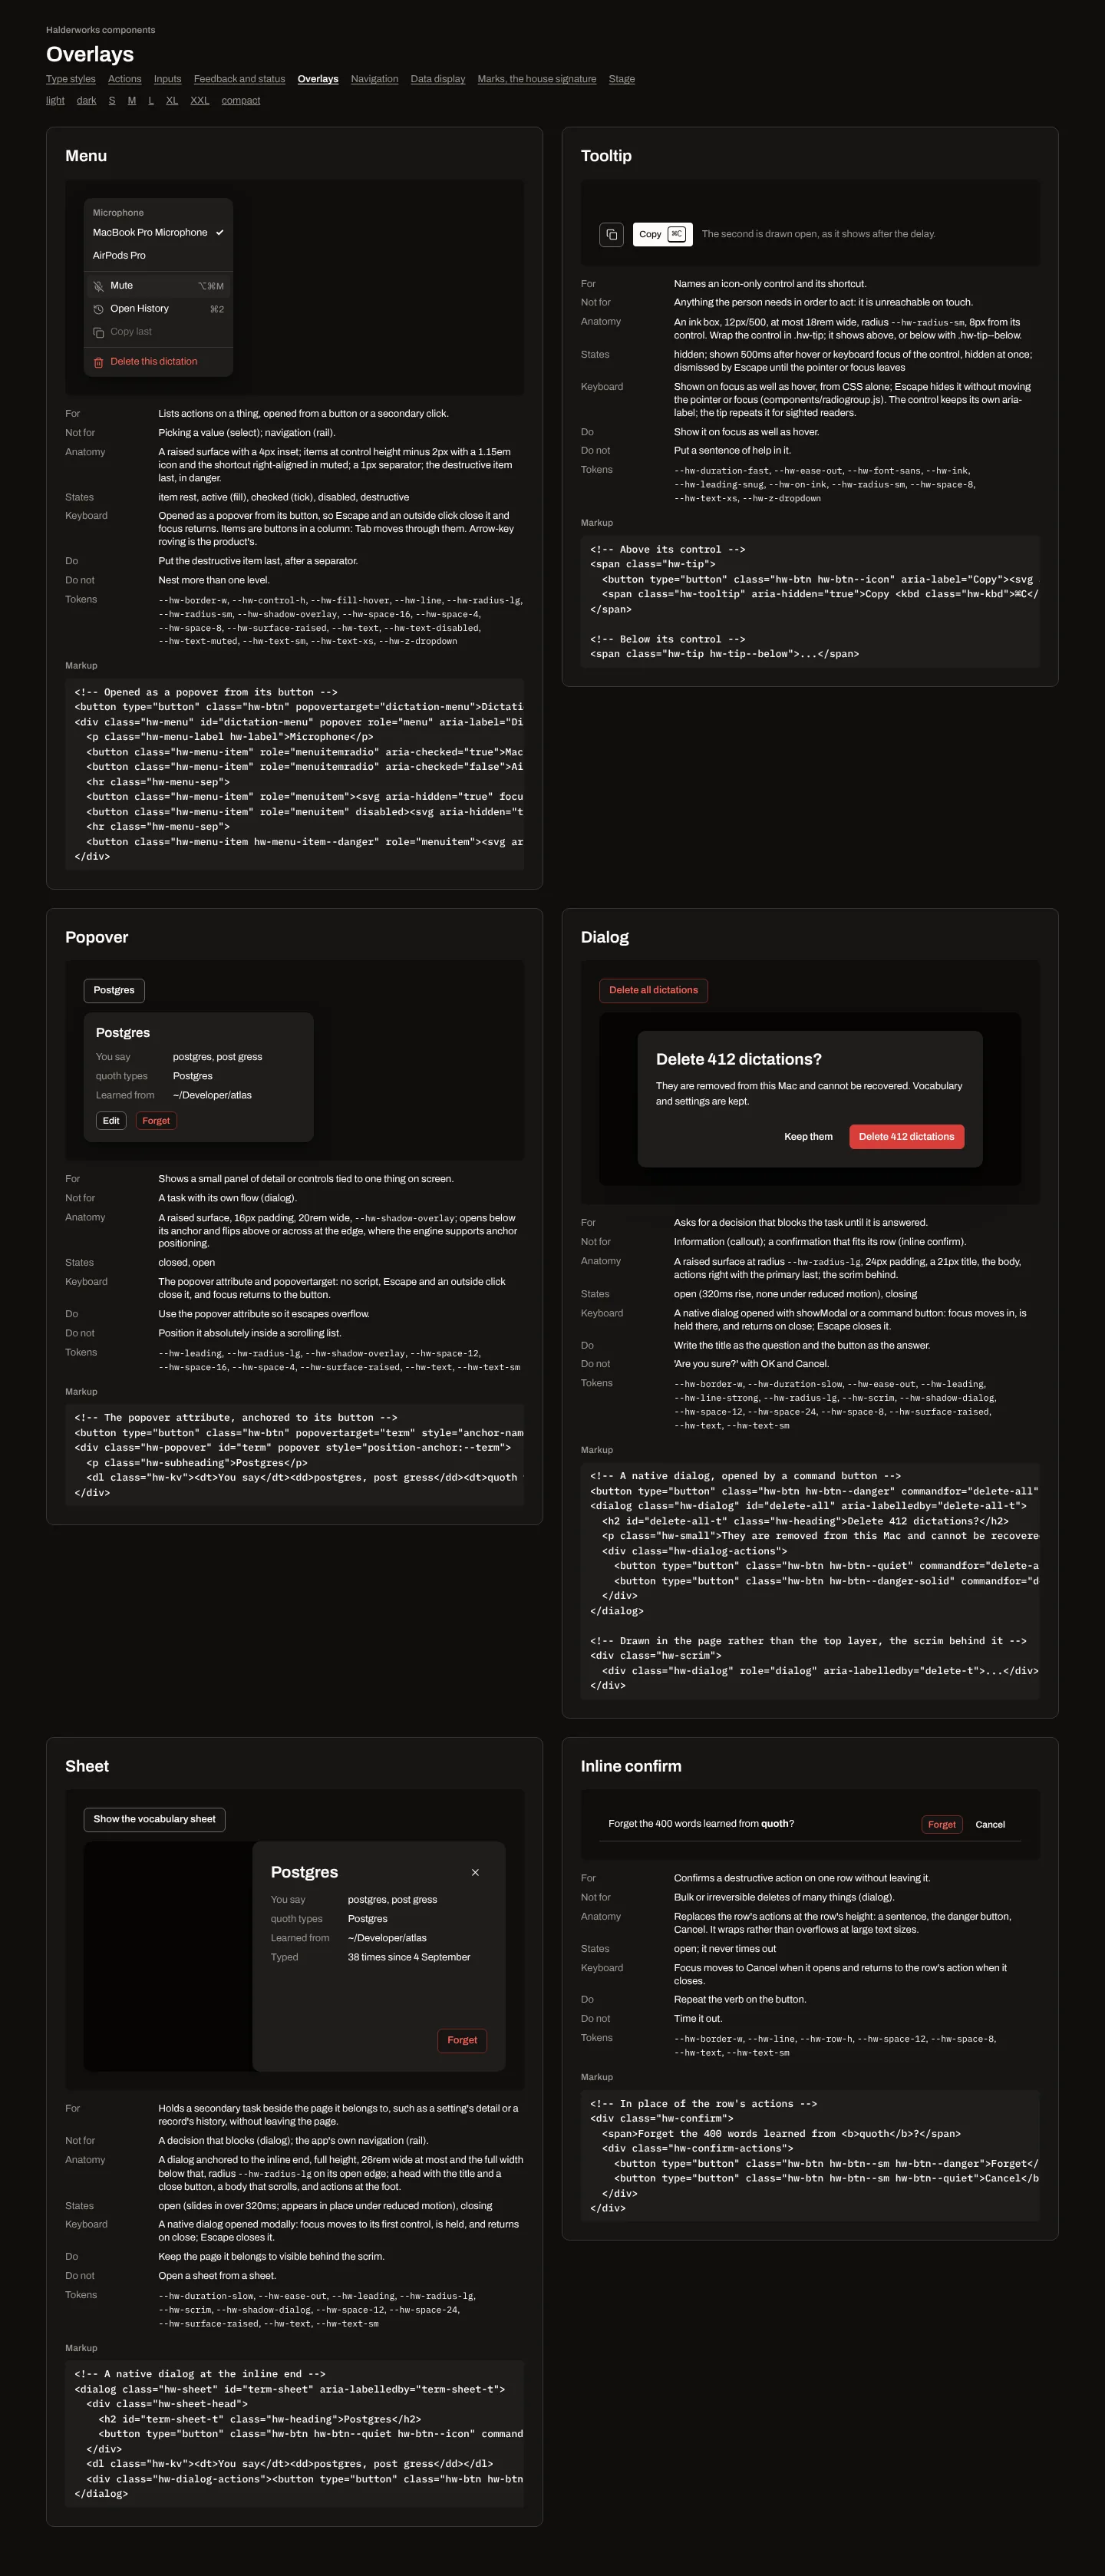 Halderworks components
Overlays
Type styles Actions Inputs Feedback and status Overlays Navigation Data display Marks, the house signature Stage
light dark S M L XL XXL compact
Menu
Microphone
MacBook Pro Microphone
AirPods Pro
Mute ⌥⌘M
Open History ⌘2
Copy last
Delete this dictation
For Lists actions on a thing, opened from a button or a secondary click.
Not for Picking a value (select); navigation (rail).
Anatomy A raised surface with a 4px inset; items at control height minus 2px with a 1.15em
icon and the shortcut right-aligned in muted; a 1px separator; the destructive item
last, in danger.
States item rest, active (fill), checked (tick), disabled, destructive
Keyboard Opened as a popover from its button, so Escape and an outside click close it and
focus returns. Items are buttons in a column: Tab moves through them. Arrow-key
roving is the product's.
Do Put the destructive item last, after a separator.
Do not Nest more than one level.
Tokens --hw-border-w, --hw-control-h, --hw-fill-hover, --hw-line, --hw-radius-lg,
--hw-radius-sm, --hw-shadow-overlay, --hw-space-16, --hw-space-4,
--hw-space-8, --hw-surface-raised, --hw-text, --hw-text-disabled,
--hw-text-muted, --hw-text-sm, --hw-text-xs, --hw-z-dropdown
Markup
<!-- Opened as a popover from its button -->
<button type="button" class="hw-btn" popovertarget="dictation-menu">Dictati
<div class="hw-menu" id="dictation-menu" popover role="menu" aria-label="Di
<p class="hw-menu-label hw-label">Microphone</p>
<button class="hw-menu-item" role="menuitemradio" aria-checked="true">Mac
<button class="hw-menu-item" role="menuitemradio" aria-checked="false">Ai
<hr class="hw-menu-sep">
<button class="hw-menu-item" role="menuitem"><svg aria-hidden="true" focu
<button class="hw-menu-item" role="menuitem" disabled><svg aria-hidden="t
<hr class="hw-menu-sep">
<button class="hw-menu-item hw-menu-item--danger" role="menuitem"><svg ar
</div>
Tooltip
Copy ⌘C The second is drawn open, as it shows after the delay.
For Names an icon-only control and its shortcut.
Not for Anything the person needs in order to act: it is unreachable on touch.
Anatomy An ink box, 12px/500, at most 18rem wide, radius --hw-radius-sm, 8px from its
control. Wrap the control in .hw-tip; it shows above, or below with .hw-tip--below.
States hidden; shown 500ms after hover or keyboard focus of the control, hidden at once;
dismissed by Escape until the pointer or focus leaves
Keyboard Shown on focus as well as hover, from CSS alone; Escape hides it without moving
the pointer or focus (components/radiogroup.js). The control keeps its own aria-
label; the tip repeats it for sighted readers.
Do Show it on focus as well as hover.
Do not Put a sentence of help in it.
Tokens --hw-duration-fast, --hw-ease-out, --hw-font-sans, --hw-ink,
--hw-leading-snug, --hw-on-ink, --hw-radius-sm, --hw-space-8,
--hw-text-xs, --hw-z-dropdown
Markup
<!-- Above its control -->
<span class="hw-tip">
<button type="button" class="hw-btn hw-btn--icon" aria-label="Copy"><svg
<span class="hw-tooltip" aria-hidden="true">Copy <kbd class="hw-kbd">⌘C</
</span>
<!-- Below its control -->
<span class="hw-tip hw-tip--below">...</span>
Popover
Postgres
Postgres
You say postgres, post gress
quoth types Postgres
Learned from ~/Developer/atlas
Edit Forget
For Shows a small panel of detail or controls tied to one thing on screen.
Not for A task with its own flow (dialog).
Anatomy A raised surface, 16px padding, 20rem wide, --hw-shadow-overlay; opens below
its anchor and flips above or across at the edge, where the engine supports anchor
positioning.
States closed, open
Keyboard The popover attribute and popovertarget: no script, Escape and an outside click
close it, and focus returns to the button.
Do Use the popover attribute so it escapes overflow.
Do not Position it absolutely inside a scrolling list.
Tokens --hw-leading, --hw-radius-lg, --hw-shadow-overlay, --hw-space-12,
--hw-space-16, --hw-space-4, --hw-surface-raised, --hw-text, --hw-text-sm
Markup
<!-- The popover attribute, anchored to its button -->
<button type="button" class="hw-btn" popovertarget="term" style="anchor-nam
<div class="hw-popover" id="term" popover style="position-anchor:--term">
<p class="hw-subheading">Postgres</p>
<dl class="hw-kv"><dt>You say</dt><dd>postgres, post gress</dd><dt>quoth
</div>
Dialog
Delete all dictations
Delete 412 dictations?
They are removed from this Mac and cannot be recovered. Vocabulary
and settings are kept.
Keep them Delete 412 dictations
For Asks for a decision that blocks the task until it is answered.
Not for Information (callout); a confirmation that fits its row (inline confirm).
Anatomy A raised surface at radius --hw-radius-lg, 24px padding, a 21px title, the body,
actions right with the primary last; the scrim behind.
States open (320ms rise, none under reduced motion), closing
Keyboard A native dialog opened with showModal or a command button: focus moves in, is
held there, and returns on close; Escape closes it.
Do Write the title as the question and the button as the answer.
Do not 'Are you sure?' with OK and Cancel.
Tokens --hw-border-w, --hw-duration-slow, --hw-ease-out, --hw-leading,
--hw-line-strong, --hw-radius-lg, --hw-scrim, --hw-shadow-dialog,
--hw-space-12, --hw-space-24, --hw-space-8, --hw-surface-raised,
--hw-text, --hw-text-sm
Markup
<!-- A native dialog, opened by a command button -->
<button type="button" class="hw-btn hw-btn--danger" commandfor="delete-all"
<dialog class="hw-dialog" id="delete-all" aria-labelledby="delete-all-t">
<h2 id="delete-all-t" class="hw-heading">Delete 412 dictations?</h2>
<p class="hw-small">They are removed from this Mac and cannot be recovere
<div class="hw-dialog-actions">
<button type="button" class="hw-btn hw-btn--quiet" commandfor="delete-a
<button type="button" class="hw-btn hw-btn--danger-solid" commandfor="d
</div>
</dialog>
<!-- Drawn in the page rather than the top layer, the scrim behind it -->
<div class="hw-scrim">
<div class="hw-dialog" role="dialog" aria-labelledby="delete-t">...</div>
</div>
Sheet
Show the vocabulary sheet
Postgres
You say postgres, post gress
quoth types Postgres
Learned from ~/Developer/atlas
Typed 38 times since 4 September
Forget
For Holds a secondary task beside the page it belongs to, such as a setting's detail or a
record's history, without leaving the page.
Not for A decision that blocks (dialog); the app's own navigation (rail).
Anatomy A dialog anchored to the inline end, full height, 26rem wide at most and the full width
below that, radius --hw-radius-lg on its open edge; a head with the title and a
close button, a body that scrolls, and actions at the foot.
States open (slides in over 320ms; appears in place under reduced motion), closing
Keyboard A native dialog opened modally: focus moves to its first control, is held, and returns
on close; Escape closes it.
Do Keep the page it belongs to visible behind the scrim.
Do not Open a sheet from a sheet.
Tokens --hw-duration-slow, --hw-ease-out, --hw-leading, --hw-radius-lg,
--hw-scrim, --hw-shadow-dialog, --hw-space-12, --hw-space-24,
--hw-surface-raised, --hw-text, --hw-text-sm
Markup
<!-- A native dialog at the inline end -->
<dialog class="hw-sheet" id="term-sheet" aria-labelledby="term-sheet-t">
<div class="hw-sheet-head">
<h2 id="term-sheet-t" class="hw-heading">Postgres</h2>
<button type="button" class="hw-btn hw-btn--quiet hw-btn--icon" command
</div>
<dl class="hw-kv"><dt>You say</dt><dd>postgres, post gress</dd></dl>
<div class="hw-dialog-actions"><button type="button" class="hw-btn hw-btn
</dialog>
Inline confirm
Forget the 400 words learned from quoth? Forget Cancel
For Confirms a destructive action on one row without leaving it.
Not for Bulk or irreversible deletes of many things (dialog).
Anatomy Replaces the row's actions at the row's height: a sentence, the danger button,
Cancel. It wraps rather than overflows at large text sizes.
States open; it never times out
Keyboard Focus moves to Cancel when it opens and returns to the row's action when it
closes.
Do Repeat the verb on the button.
Do not Time it out.
Tokens --hw-border-w, --hw-line, --hw-row-h, --hw-space-12, --hw-space-8,
--hw-text, --hw-text-sm
Markup
<!-- In place of the row's actions -->
<div class="hw-confirm">
<span>Forget the 400 words learned from <b>quoth</b>?</span>
<div class="hw-confirm-actions">
<button type="button" class="hw-btn hw-btn--sm hw-btn--danger">Forget</
<button type="button" class="hw-btn hw-btn--sm hw-btn--quiet">Cancel</b
</div>
</div>